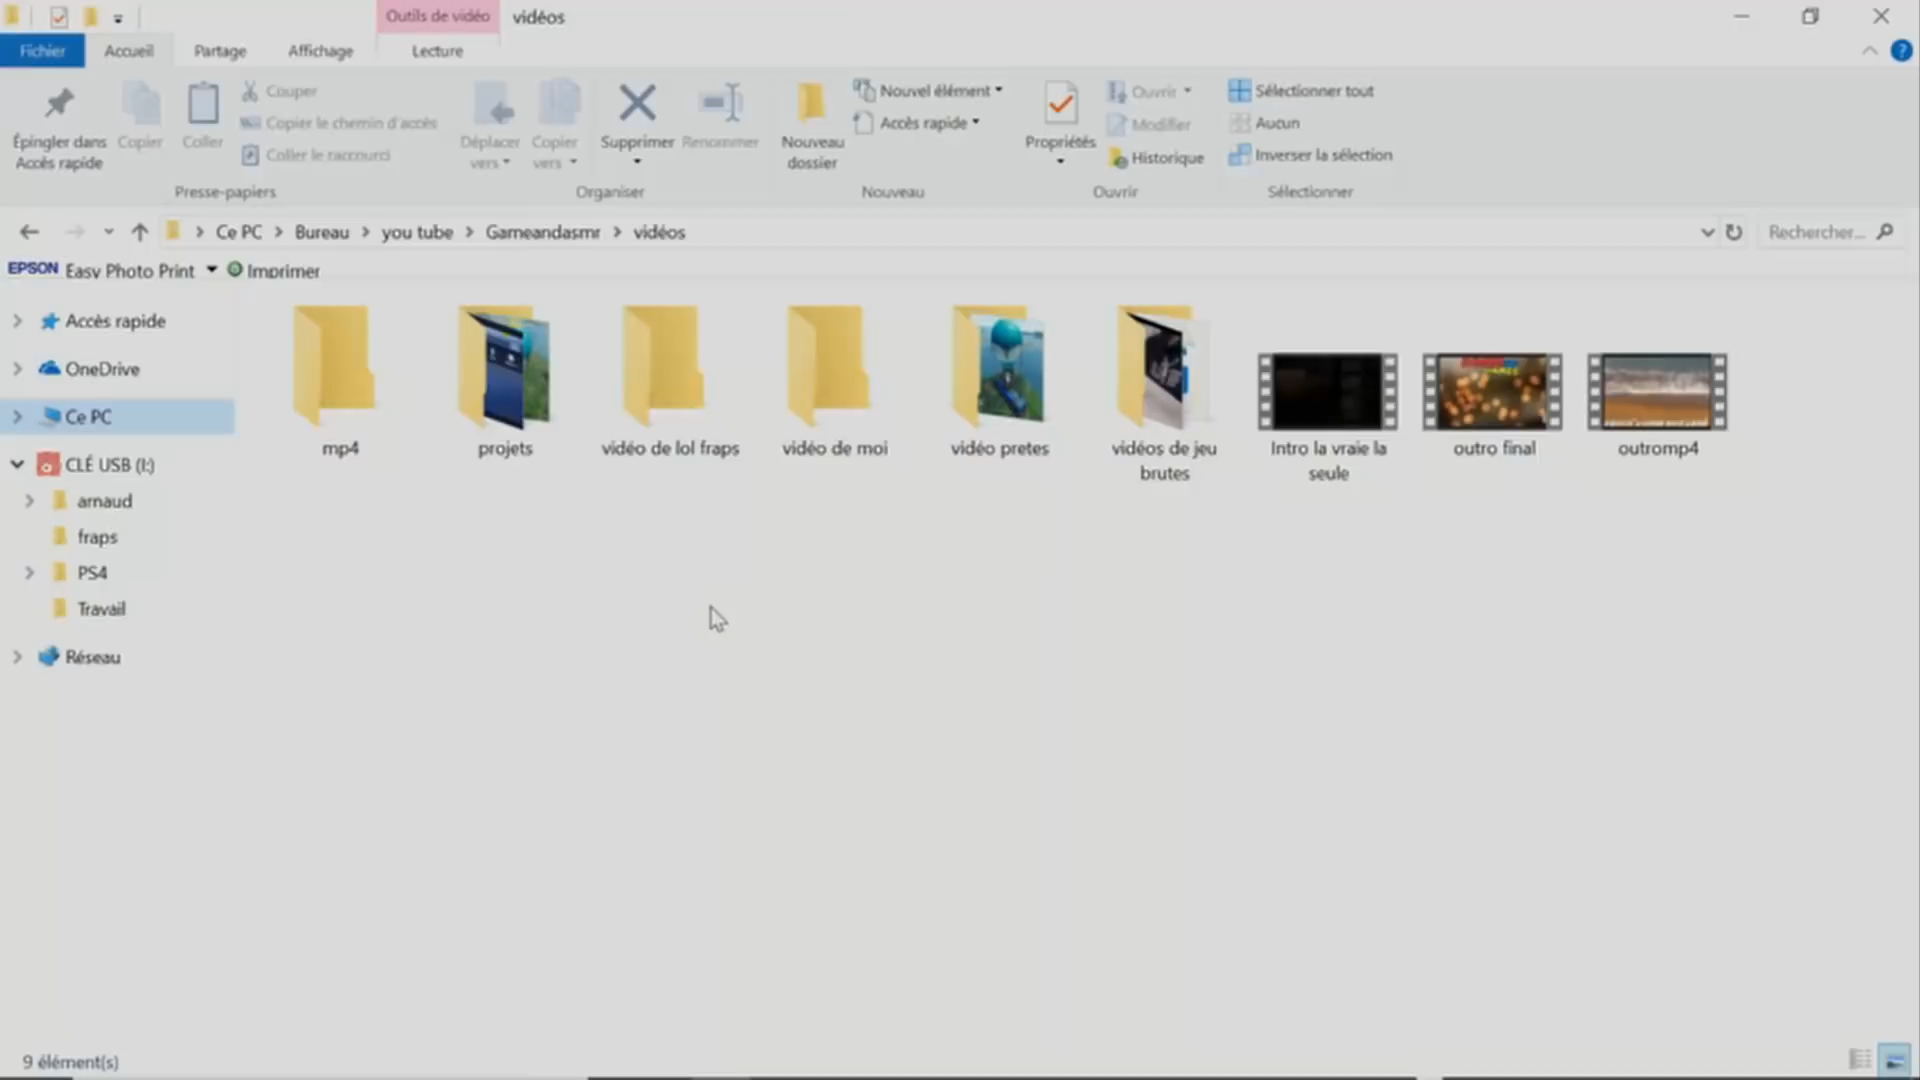 Outils de vidéo vidéos
Fichier Accueil Partage Affichage Lecture
Épingler dans
Accès rapide
Copier
Coller
Couper
Copier le chemin d'accès
Coller le raccourci
Presse-papiers
Déplacer
vers
Copier
vers
Supprimer
Renommer
Organiser
Nouveau
dossier
Nouvel élément
Accès rapide
Nouveau
Propriétés
Ouvrir
Modifier
Historique
Ouvrir
Sélectionner tout
Aucun
Inverser la sélection
Sélectionner
Ce PC > Bureau > you tube > Gameandasmr > vidéos
Rechercher...
EPSON Easy Photo Print Imprimer
Accès rapide
OneDrive
Ce PC
CLÉ USB (I:)
arnaud
fraps
PS4
Travail
Réseau
mp4
projets
vidéo de lol fraps
vidéo de moi
vidéo pretes
vidéos de jeu
brutes
Intro la vraie la
seule
outro final
outromp4
9 élément(s)